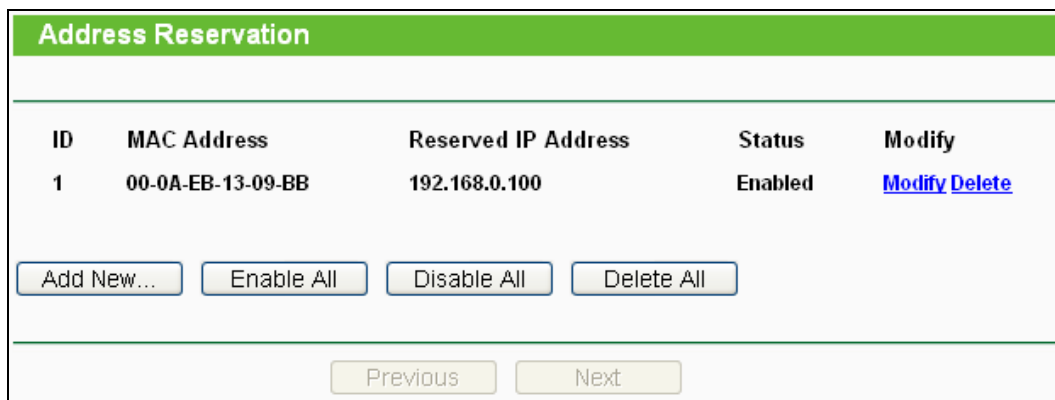 Address Reservation
ID MAC Address Reserved IP Address Status Modify
1 00-0A-EB-13-09-BB 192.168.0.100 Enabled Modify Delete
Add New... Enable All Disable All Delete All
Previous Next